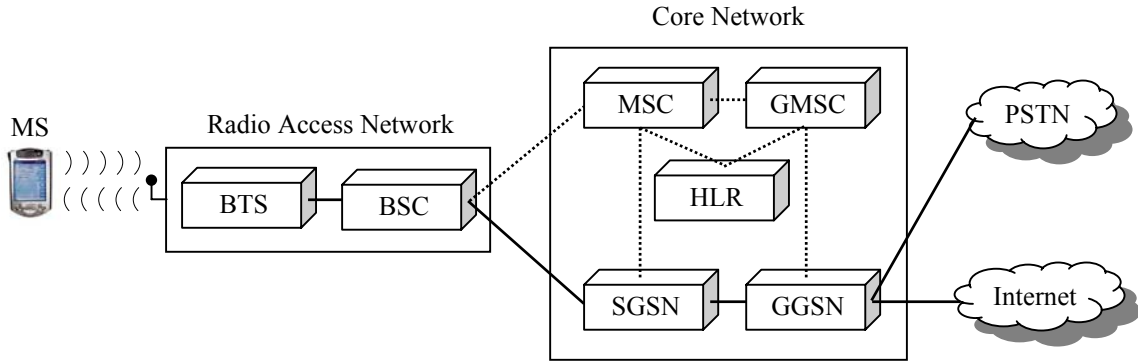 Core Network
MSC
GMSC
MS
Radio Access Network
PSTN
BTS
BSC
HLR
SGSN
GGSN
Internet